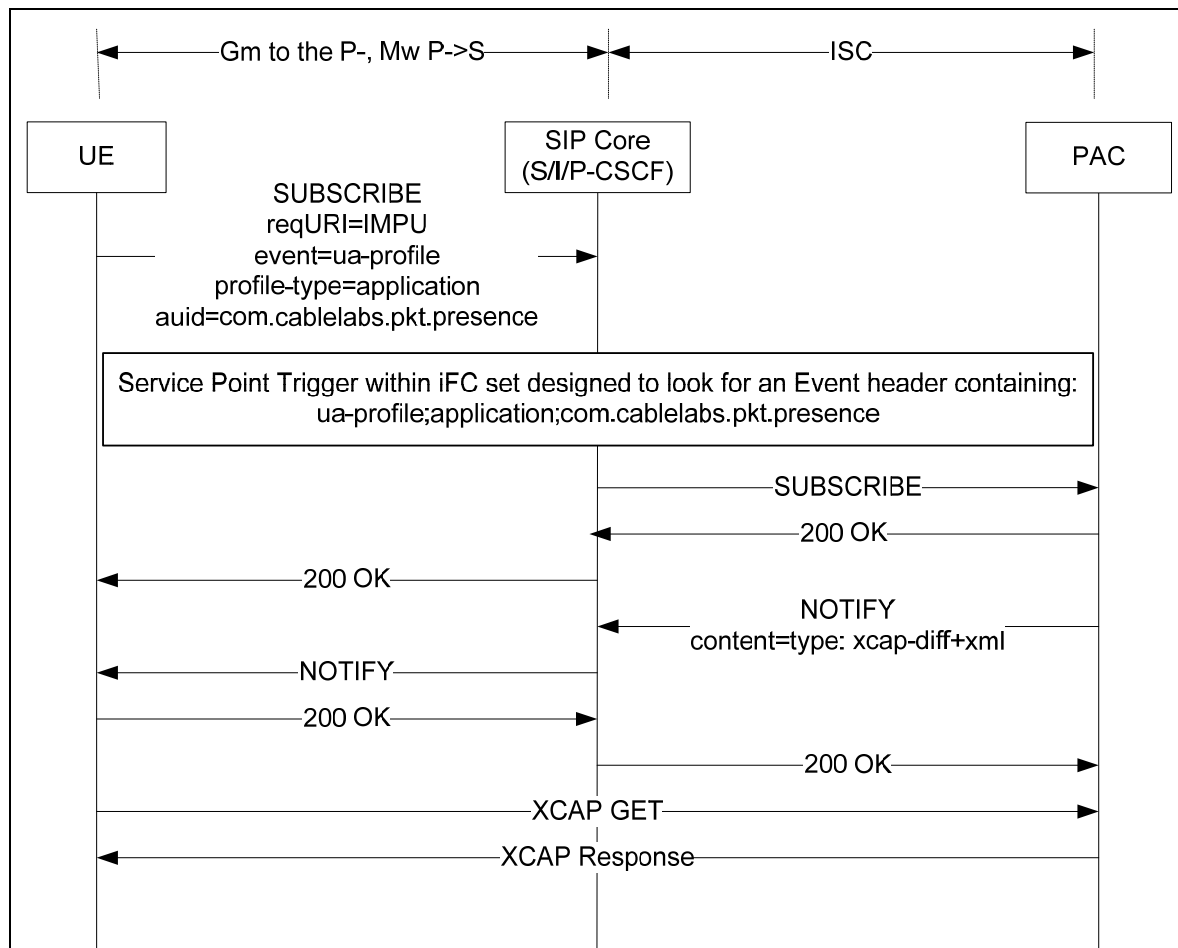 Gm to the P-, Mw P->S
ISC
UE
SIP Core
(S/I/P-CSCF)
PAC
SUBSCRIBE
reqURI=IMPU
event=ua-profile
profile-type=application
auid=com.cablelabs.pkt.presence
Service Point Trigger within iFC set designed to look for an Event header containing:
ua-profile;application;com.cablelabs.pkt.presence
SUBSCRIBE
200 OK
200 OK
NOTIFY
content=type: xcap-diff+xml
NOTIFY
200 OK
200 OK
XCAP GET
XCAP Response